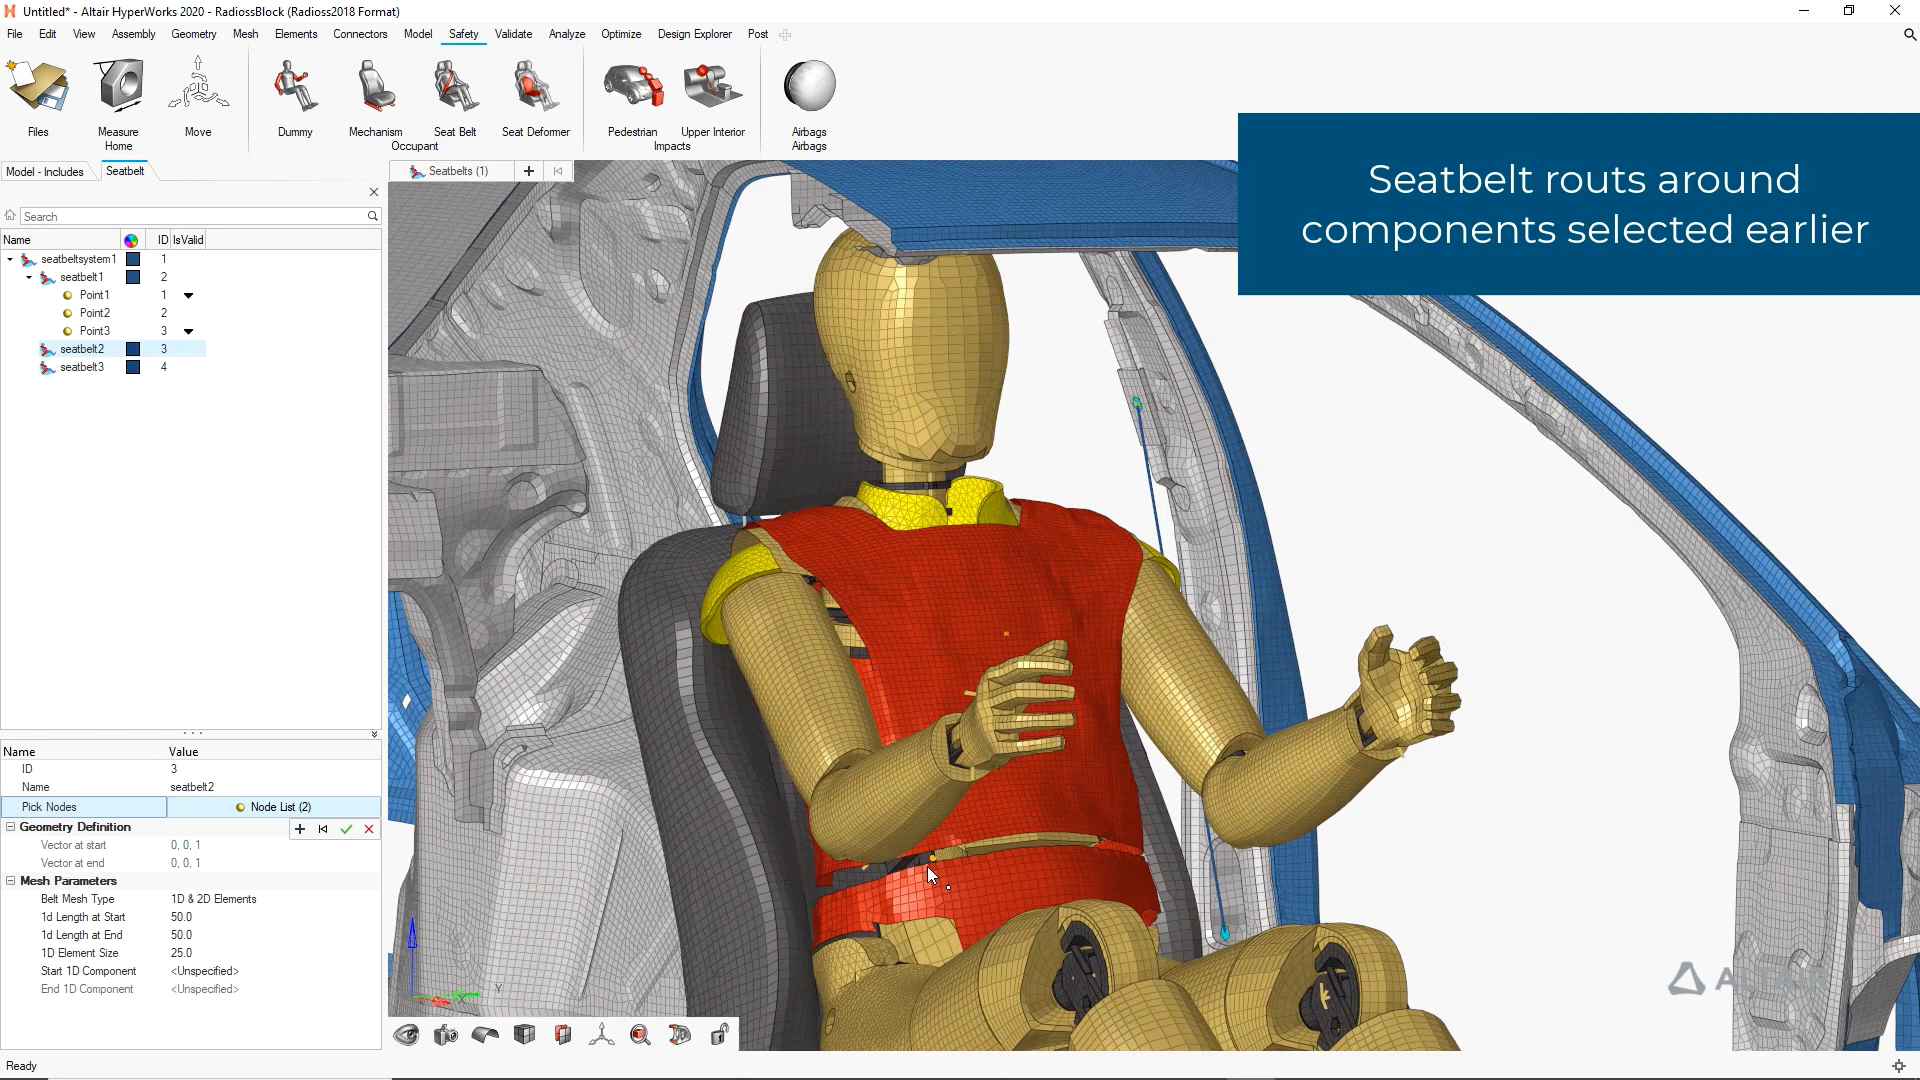 Untitled* - Altair HyperWorks 2020 - RadiossBlock (Radioss2018 Format)
File Edit View Assembly Geometry Mesh Elements Connectors Model Safety Validate Analyze Optimize Design Explorer Post
Files Measure Move Dummy Mechanism Seat Belt Seat Deformer Pedestrian Upper Interior Airbags
Home Occupant Impacts Airbags
Seatbelt routs around
components selected earlier
Model - Includes Seatbelt Seatbelts (1)
Search
Name ID IsValid
seatbeltsystem1 1
seatbelt1 2
Point1 1
Point2 2
Point3 3
seatbelt2 3
seatbelt3 4
Name Value
ID 3
Name seatbelt2
Pick Nodes Node List (2)
Geometry Definition
Vector at start 0, 0, 1
Vector at end 0, 0, 1
Mesh Parameters
Belt Mesh Type 1D & 2D Elements
1d Length at Start 50.0
1d Length at End 50.0
1D Element Size 25.0
Start 1D Component <Unspecified>
End 1D Component <Unspecified>
Y
ALTAIR
Ready